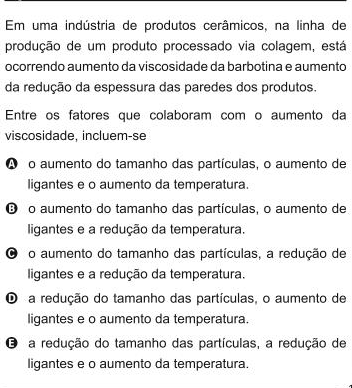 Em uma indústria de produtos cerâmicos, na linha de
produção de um produto processado via colagem, está
ocorrendo aumento da viscosidade da barbotina e aumento
da redução da espessura das paredes dos produtos.
Entre os fatores que colaboram com o aumento da
viscosidade, incluem-se
A o aumento do tamanho das partículas, o aumento de
ligantes e o aumento da temperatura.
B o aumento do tamanho das partículas, o aumento de
ligantes e a redução da temperatura.
C o aumento do tamanho das partículas, a redução de
ligantes e a redução da temperatura.
D a redução do tamanho das partículas, o aumento de
ligantes e o aumento da temperatura.
E a redução do tamanho das partículas, a redução de
ligantes e o aumento da temperatura.